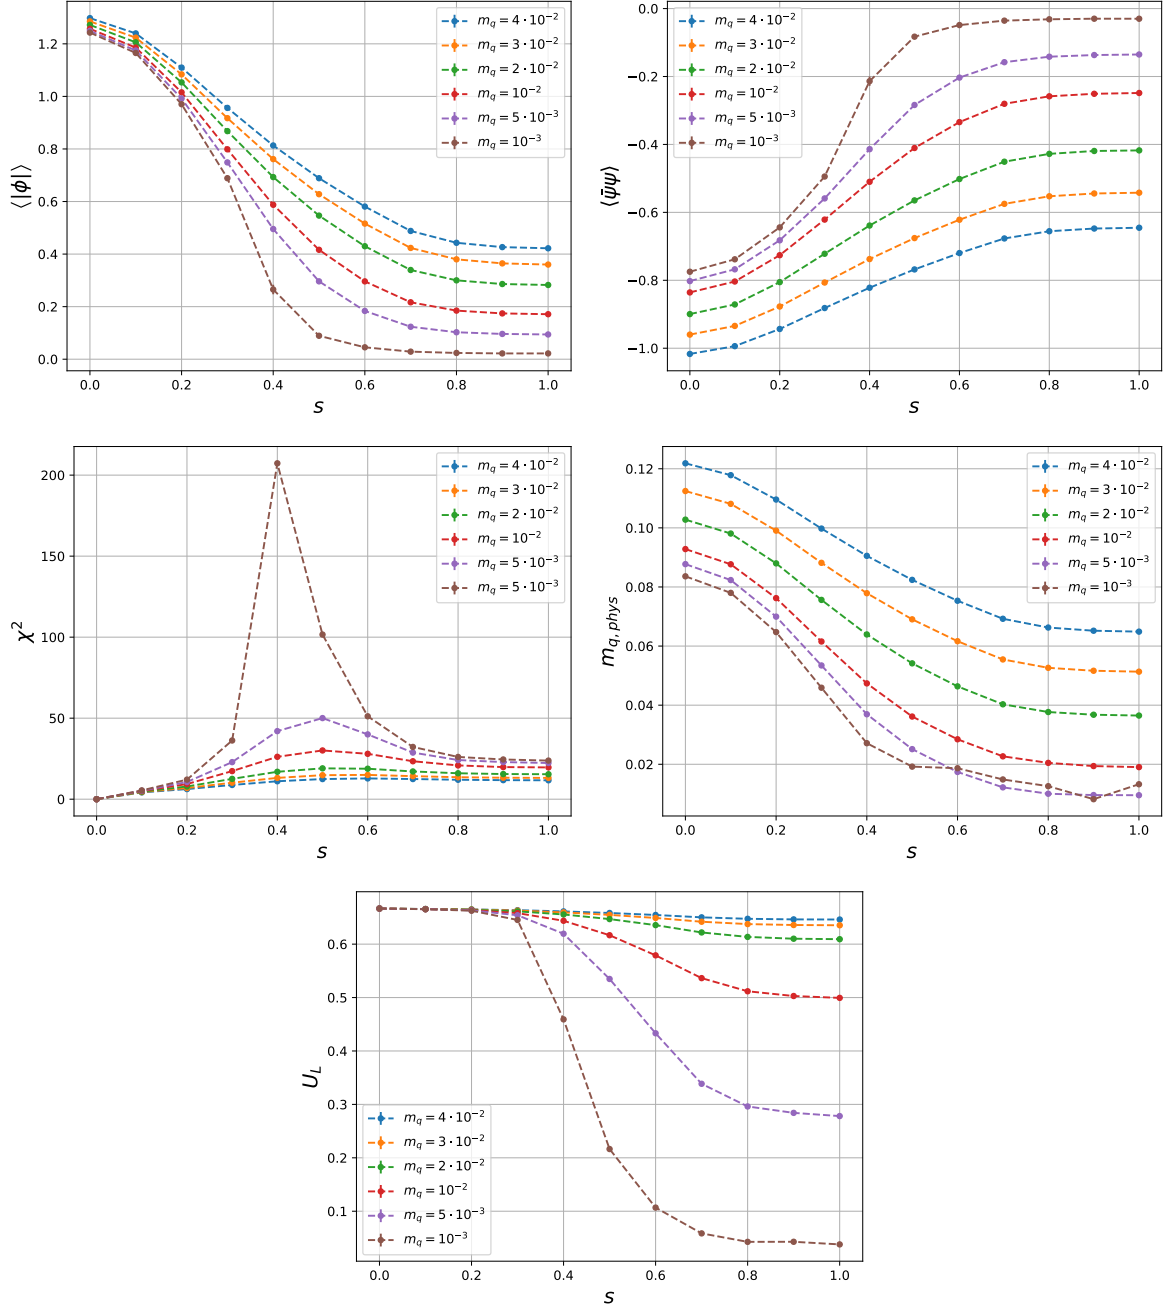 ⟨|ϕ|⟩
1.2
1.0
0.8
0.6
0.4
0.2
0.0
0.0 0.2 0.4 0.6 0.8 1.0
s
m_q = 4 · 10⁻²
m_q = 3 · 10⁻²
m_q = 2 · 10⁻²
m_q = 10⁻²
m_q = 5 · 10⁻³
m_q = 10⁻³
⟨ψ̄ψ⟩
0.0
−0.2
−0.4
−0.6
−0.8
−1.0
0.0 0.2 0.4 0.6 0.8 1.0
s
m_q = 4 · 10⁻²
m_q = 3 · 10⁻²
m_q = 2 · 10⁻²
m_q = 10⁻²
m_q = 5 · 10⁻³
m_q = 10⁻³
χ²
200
150
100
50
0
0.0 0.2 0.4 0.6 0.8 1.0
s
m_q = 4 · 10⁻²
m_q = 3 · 10⁻²
m_q = 2 · 10⁻²
m_q = 10⁻²
m_q = 5 · 10⁻³
m_q = 5 · 10⁻³
m_{q, phys}
0.12
0.10
0.08
0.06
0.04
0.02
0.0 0.2 0.4 0.6 0.8 1.0
s
m_q = 4 · 10⁻²
m_q = 3 · 10⁻²
m_q = 2 · 10⁻²
m_q = 10⁻²
m_q = 5 · 10⁻³
m_q = 10⁻³
U_L
0.6
0.5
0.4
0.3
0.2
0.1
0.0 0.2 0.4 0.6 0.8 1.0
s
m_q = 4 · 10⁻²
m_q = 3 · 10⁻²
m_q = 2 · 10⁻²
m_q = 10⁻²
m_q = 5 · 10⁻³
m_q = 10⁻³